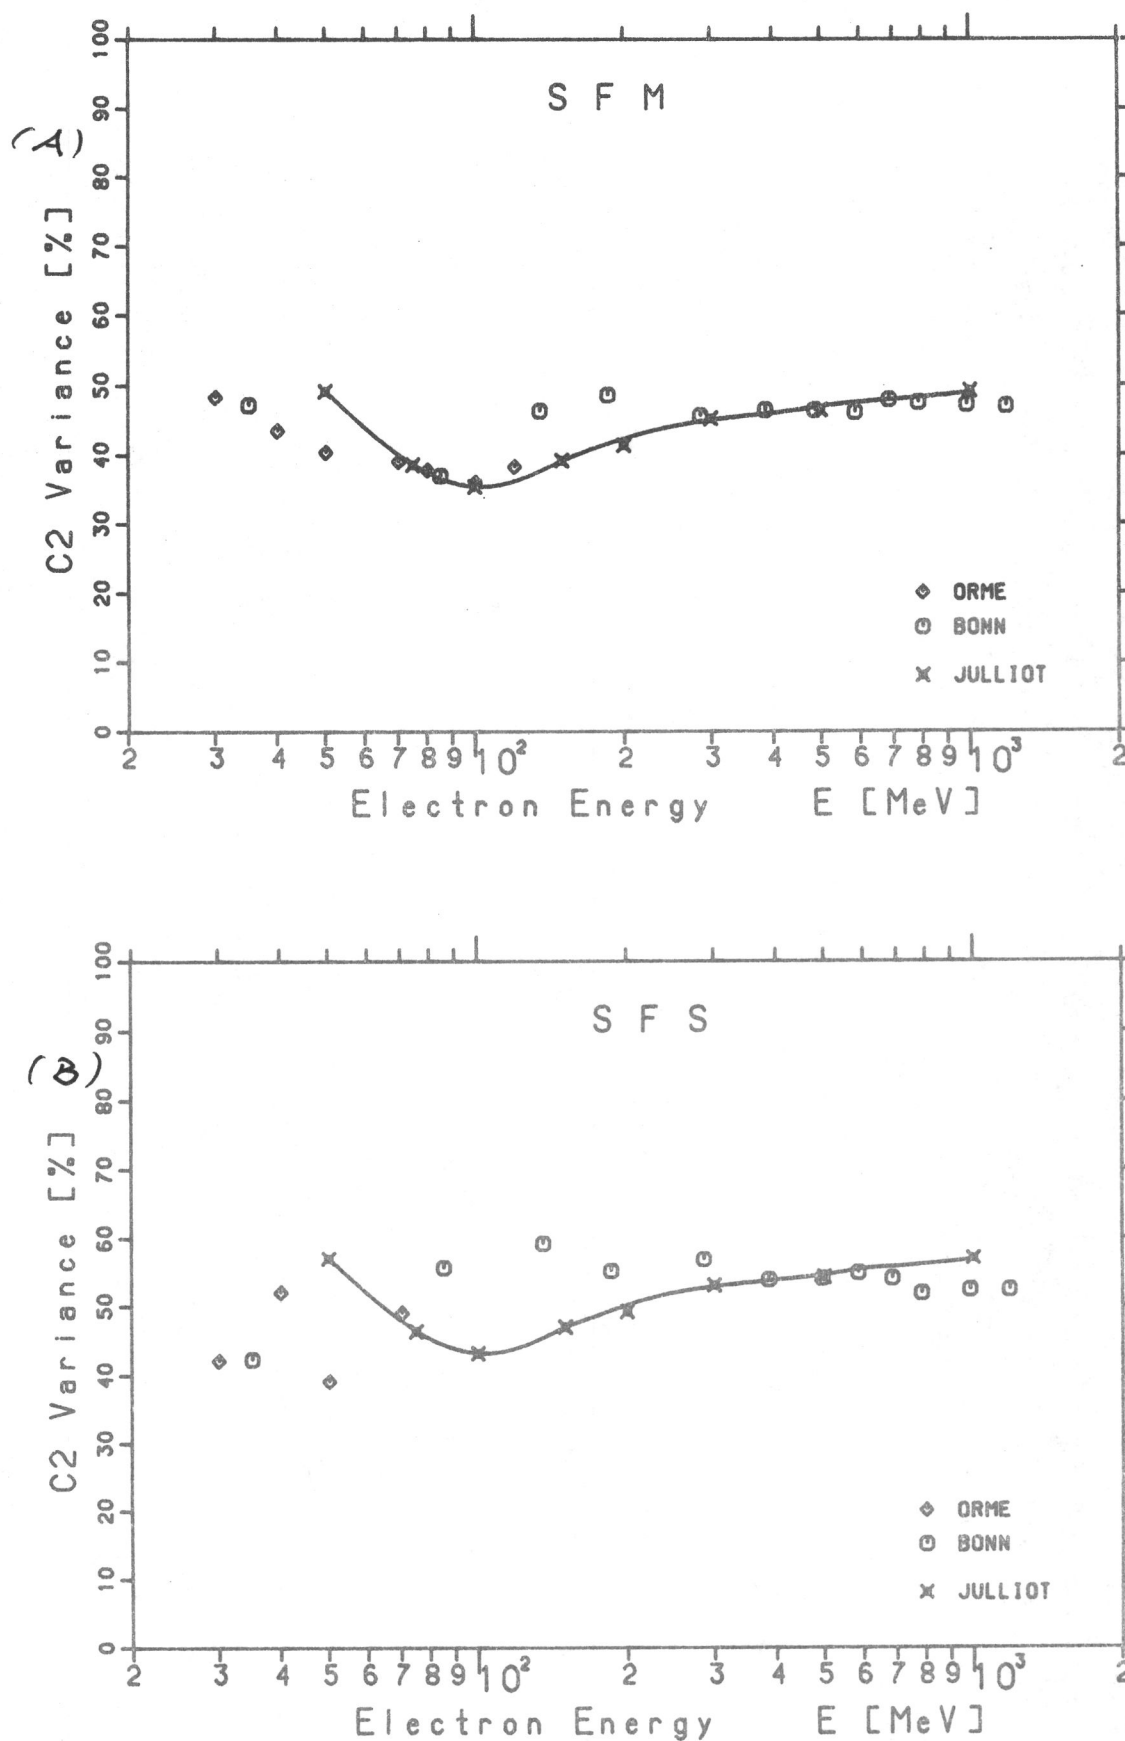 S F M
(A)
C2 Variance [%]
100
90
80
70
60
50
40
30
20
10
0
ORME
BONN
JULLIOT
2 3 4 5 6 7 8 9 10² 2 3 4 5 6 7 8 9 10³ 2
Electron Energy E [MeV]
S F S
(B)
C2 Variance [%]
100
90
80
70
60
50
40
30
20
10
0
ORME
BONN
JULLIOT
2 3 4 5 6 7 8 9 10² 2 3 4 5 6 7 8 9 10³ 2
Electron Energy E [MeV]